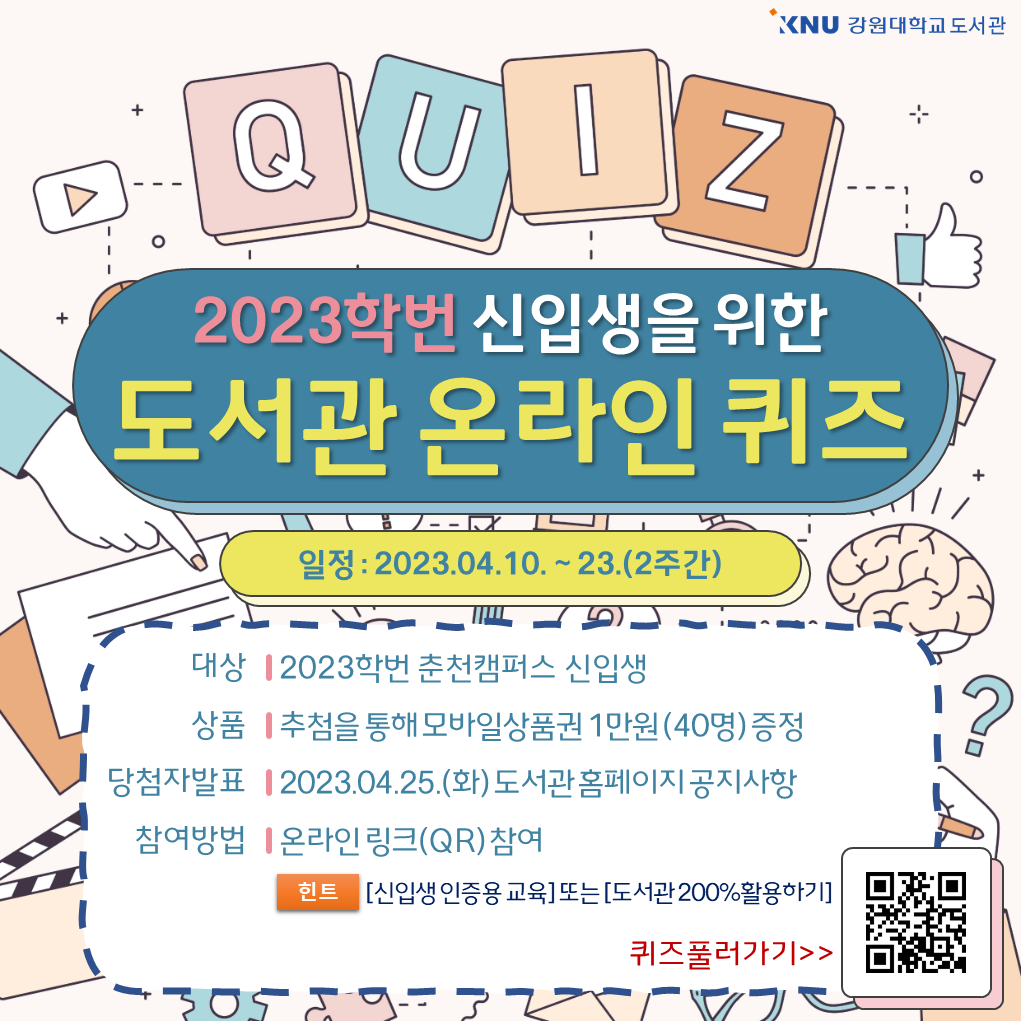 KNU 강원대학교 도서관
QUIZ
2023학번 신입생을 위한
도서관 온라인 퀴즈
일정 : 2023.04.10. ~ 23.(2주간)
대상 2023학번 춘천캠퍼스 신입생
상품 추첨을 통해 모바일상품권 1만원 (40명) 증정
당첨자발표 2023.04.25.(화) 도서관 홈페이지 공지사항
참여방법 온라인 링크(QR) 참여
힌트 [신입생 인증용 교육] 또는 [도서관 200%활용하기]
퀴즈풀러가기>>